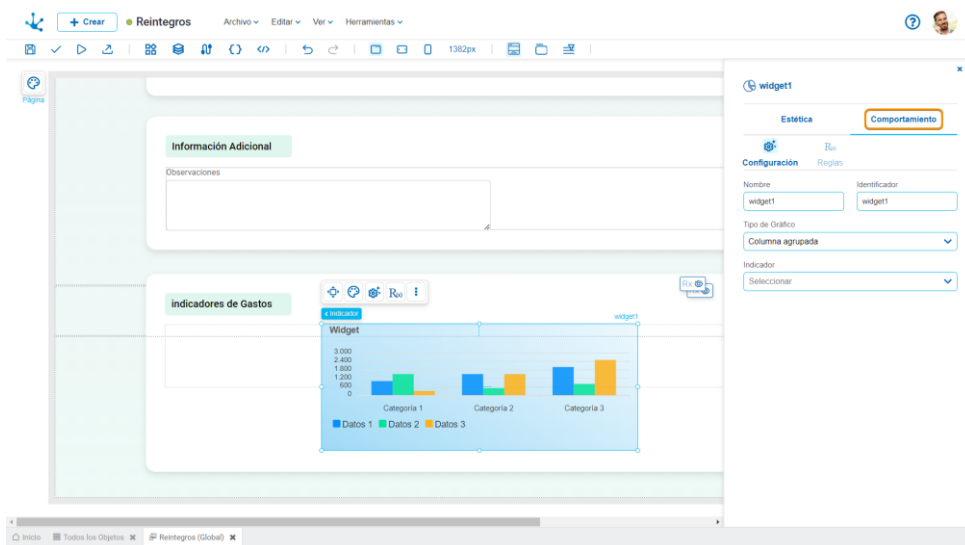 Crear
Reintegros
Archivo
Editar
Ver
Herramientas
1382px
Página
Información Adicional
Observaciones
indicadores de Gastos
Rx
Rx
R
Indicador
widget1
Widget
3.000
2.400
1.800
1.200
600
0
Categoría 1
Categoría 2
Categoría 3
Datos 1
Datos 2
Datos 3
widget1
Estética
Comportamiento
Configuración
Reglas
Nombre
Identificador
widget1
widget1
Tipo de Gráfico
Columna agrupada
Indicador
Seleccionar
Inicio
Todos los Objetos
Reintegros (Global)